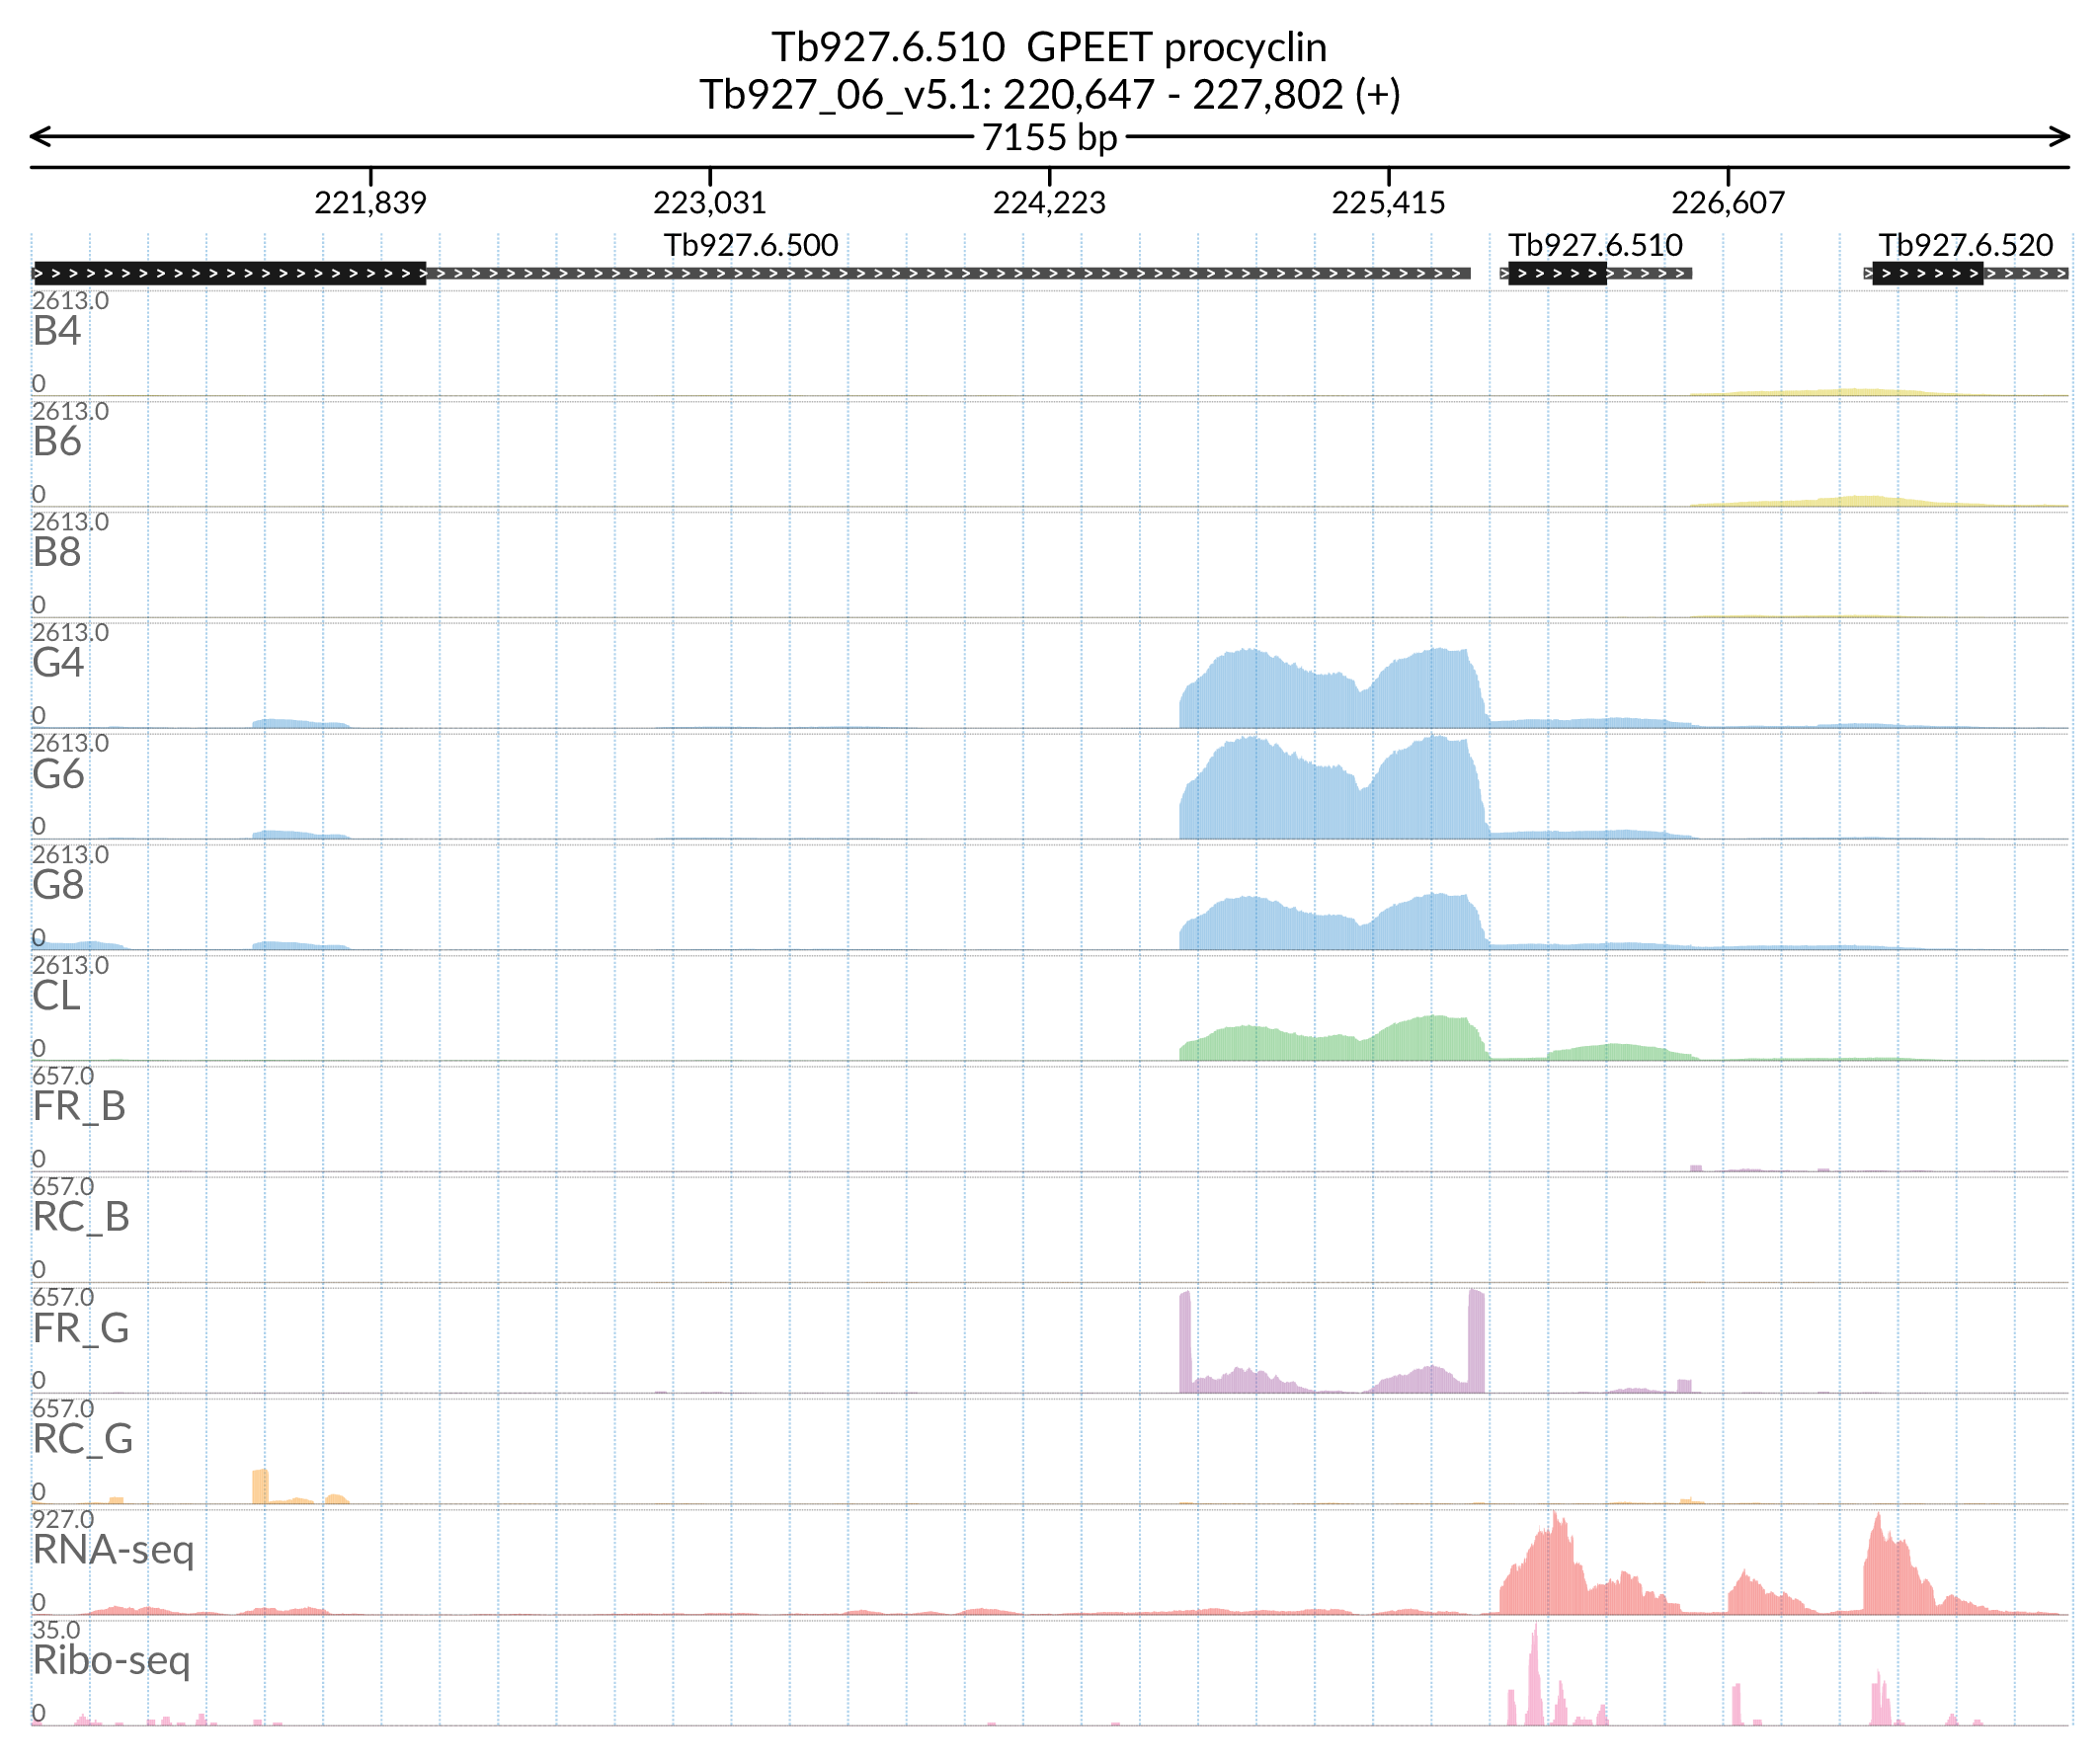 Tb927.6.510 GPEET procyclin
Tb927_06_v5.1: 220,647 - 227,802 (+)
7155 bp
221,839 223,031 224,223 225,415 226,607
Tb927.6.500 Tb927.6.510 Tb927.6.520
2613.0
B4
0
2613.0
B6
0
2613.0
B8
0
2613.0
G4
0
2613.0
G6
0
2613.0
G8
0
2613.0
CL
0
657.0
FR_B
0
657.0
RC_B
0
657.0
FR_G
0
657.0
RC_G
0
927.0
RNA-seq
0
35.0
Ribo-seq
0